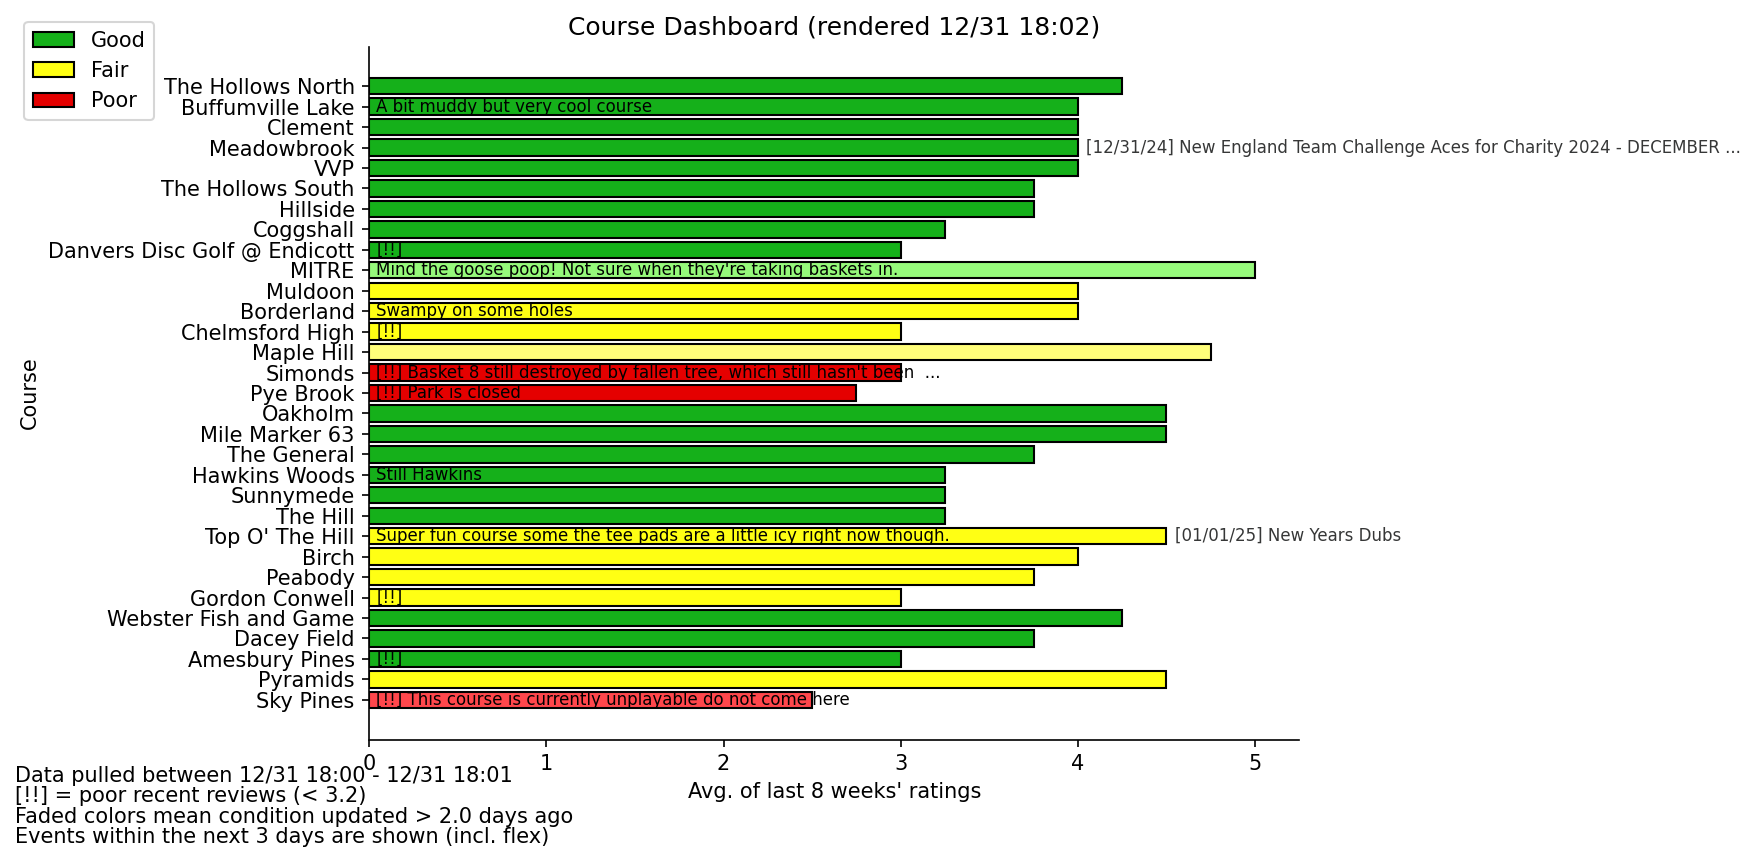 Course Dashboard (rendered 12/31 18:02)
Good
Fair
Poor
The Hollows North
Buffumville Lake A bit muddy but very cool course
Clement
Meadowbrook [12/31/24] New England Team Challenge Aces for Charity 2024 - DECEMBER ...
VVP
The Hollows South
Hillside
Coggshall
Danvers Disc Golf @ Endicott [!!]
MITRE Mind the goose poop! Not sure when they're taking baskets in.
Muldoon
Borderland Swampy on some holes
Chelmsford High [!!]
Maple Hill
Simonds [!!] Basket 8 still destroyed by fallen tree, which still hasn't been ...
Pye Brook [!!] Park is closed
Oakholm
Mile Marker 63
The General
Hawkins Woods Still Hawkins
Sunnymede
The Hill
Top O' The Hill Super fun course some the tee pads are a little icy right now though. [01/01/25] New Years Dubs
Birch
Peabody
Gordon Conwell [!!]
Webster Fish and Game
Dacey Field
Amesbury Pines [!!]
Pyramids
Sky Pines [!!] This course is currently unplayable do not come here
Course
0 1 2 3 4 5
Avg. of last 8 weeks' ratings
Data pulled between 12/31 18:00 - 12/31 18:01
[!!] = poor recent reviews (< 3.2)
Faded colors mean condition updated > 2.0 days ago
Events within the next 3 days are shown (incl. flex)